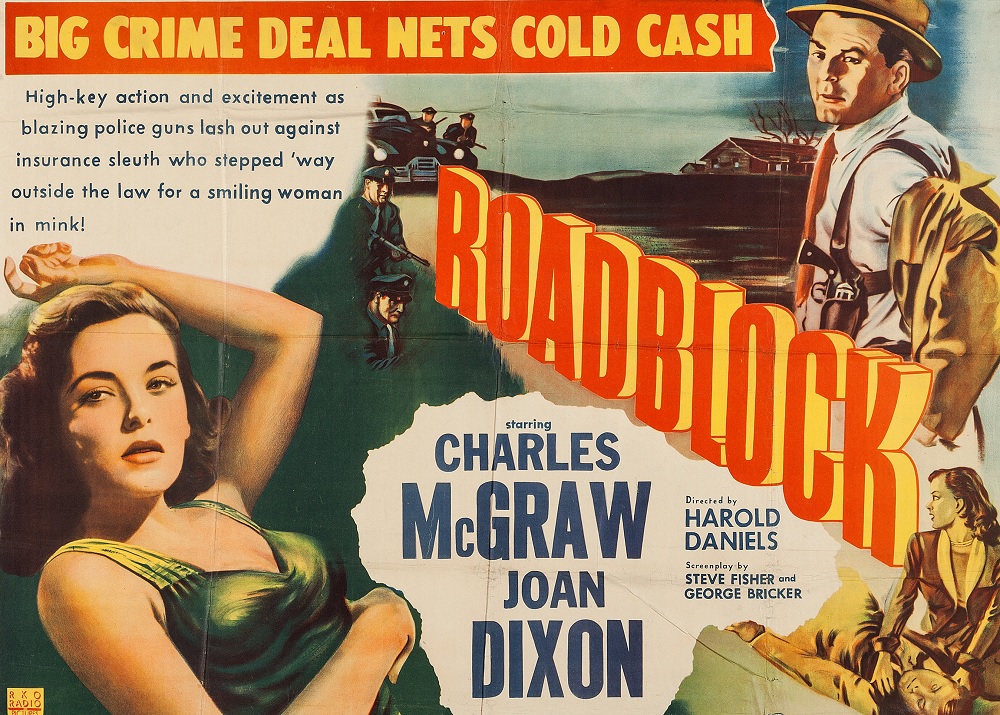 BIG CRIME DEAL NETS COLD CASH
High-key action and excitement as
blazing police guns lash out against
insurance sleuth who stepped 'way
outside the law for a smiling woman
in mink!
ROADBLOCK
starring
CHARLES
McGRAW
JOAN
DIXON
Directed by
HAROLD
DANIELS
Screenplay by
STEVE FISHER and
GEORGE BRICKER
RKO
RADIO
PICTURES